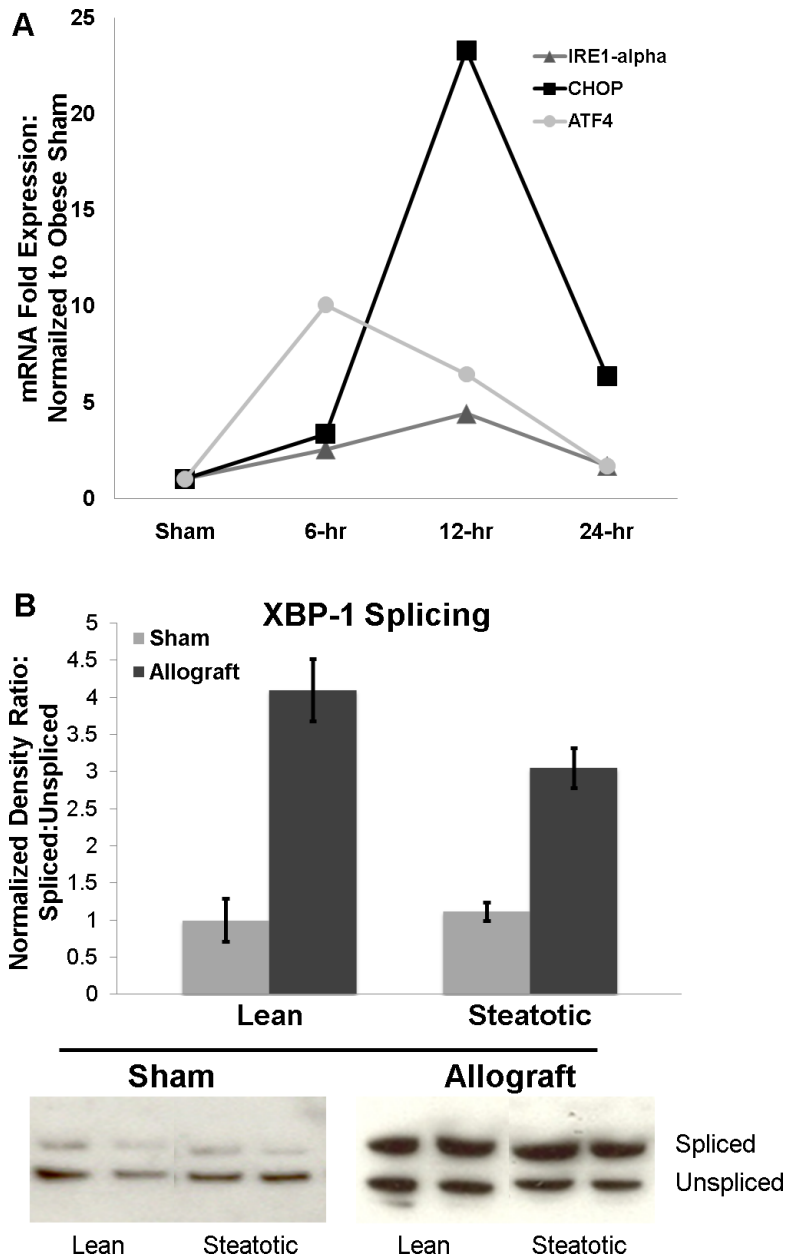 A
mRNA Fold Expression:
Normailzed to Obese Sham
25
20
15
10
5
0
IRE1-alpha
CHOP
ATF4
Sham 6-hr 12-hr 24-hr
B
XBP-1 Splicing
Normalized Density Ratio:
Spliced:Unspliced
5
4.5
4
3.5
3
2.5
2
1.5
1
0.5
0
Sham
Allograft
Lean Steatotic
Sham Allograft
Spliced
Unspliced
Lean Steatotic Lean Steatotic